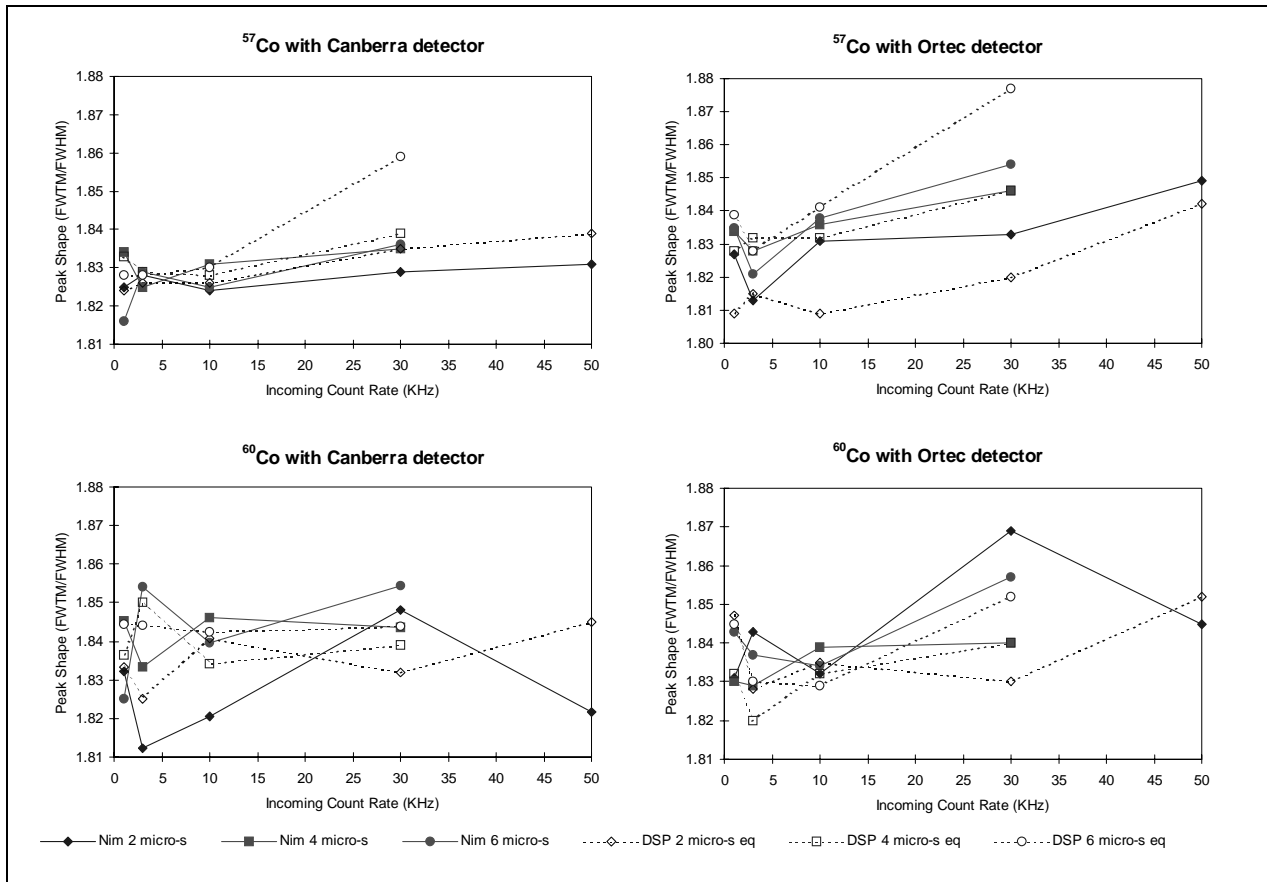 57Co with Canberra detector
Peak Shape (FWTM/FWHM)
1.88
1.87
1.86
1.85
1.84
1.83
1.82
1.81
0 5 10 15 20 25 30 35 40 45 50
Incoming Count Rate (KHz)
57Co with Ortec detector
Peak Shape (FWTM/FWHM)
1.88
1.87
1.86
1.85
1.84
1.83
1.82
1.81
1.80
0 5 10 15 20 25 30 35 40 45 50
Incoming Count Rate (KHz)
60Co with Canberra detector
Peak Shape (FWTM/FWHM)
1.88
1.87
1.86
1.85
1.84
1.83
1.82
1.81
0 5 10 15 20 25 30 35 40 45 50
Incoming Count Rate (KHz)
60Co with Ortec detector
Peak Shape (FWTM/FWHM)
1.88
1.87
1.86
1.85
1.84
1.83
1.82
1.81
0 5 10 15 20 25 30 35 40 45 50
Incoming Count Rate (KHz)
Nim 2 micro-s Nim 4 micro-s Nim 6 micro-s DSP 2 micro-s eq DSP 4 micro-s eq DSP 6 micro-s eq